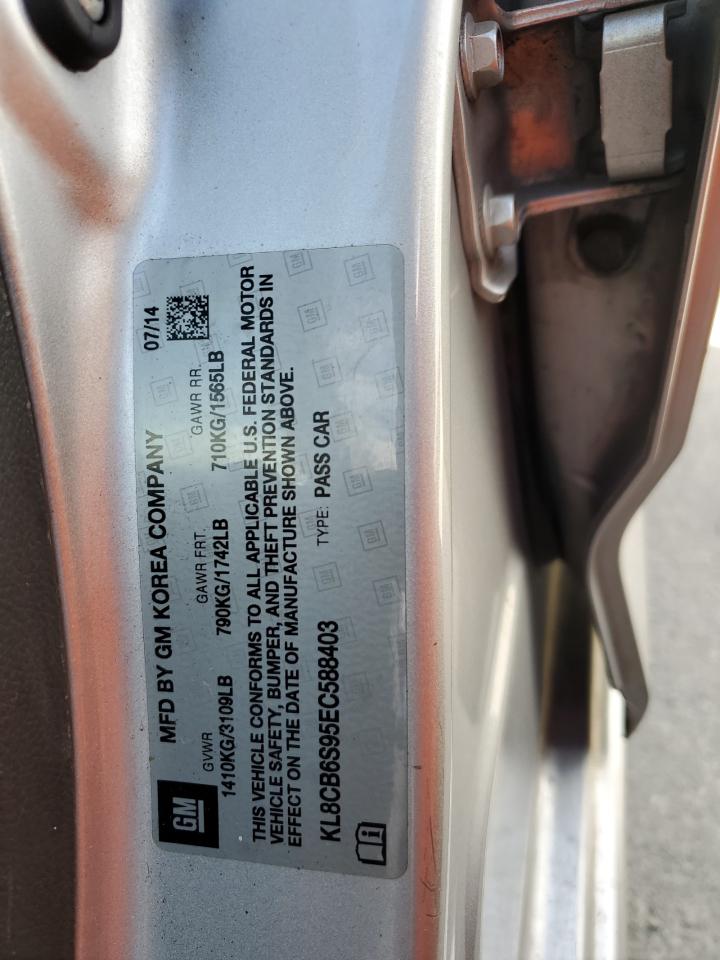 GM
MFD BY GM KOREA COMPANY 07/14
GVWR GAWR FRT. GAWR RR.
1410KG/3109LB 790KG/1742LB 710KG/1565LB
THIS VEHICLE CONFORMS TO ALL APPLICABLE U.S. FEDERAL MOTOR
VEHICLE SAFETY, BUMPER, AND THEFT PREVENTION STANDARDS IN
EFFECT ON THE DATE OF MANUFACTURE SHOWN ABOVE.
KL8CB6S95EC588403 TYPE: PASS CAR